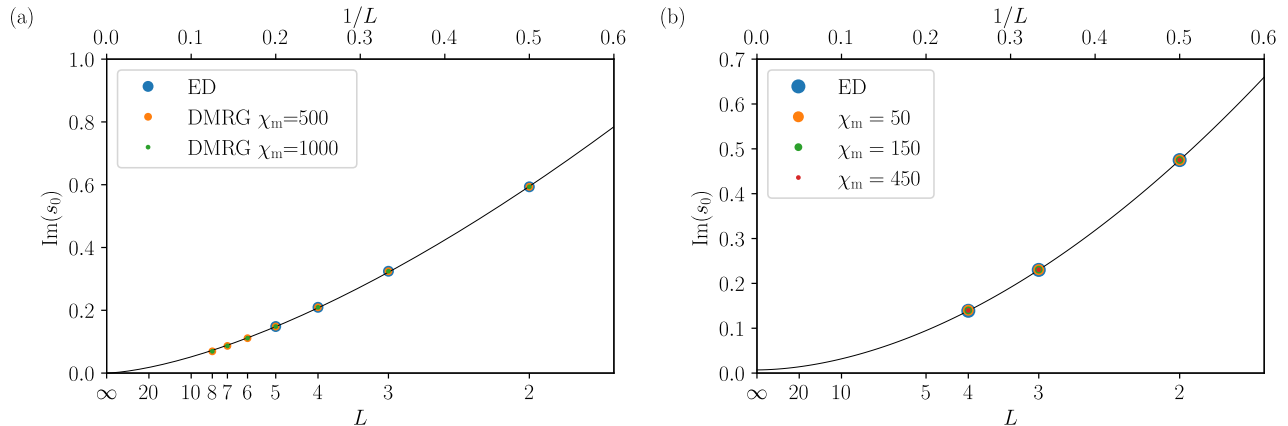 (a)
1/L
0.0 0.1 0.2 0.3 0.4 0.5 0.6
1.0
0.8
0.6
0.4
0.2
0.0
Im(s₀)
ED
DMRG χₘ=500
DMRG χₘ=1000
∞ 20 10 8 7 6 5 4 3 2
L
(b)
1/L
0.0 0.1 0.2 0.3 0.4 0.5 0.6
0.7
0.6
0.5
0.4
0.3
0.2
0.1
0.0
Im(s₀)
ED
χₘ = 50
χₘ = 150
χₘ = 450
∞ 20 10 5 4 3 2
L